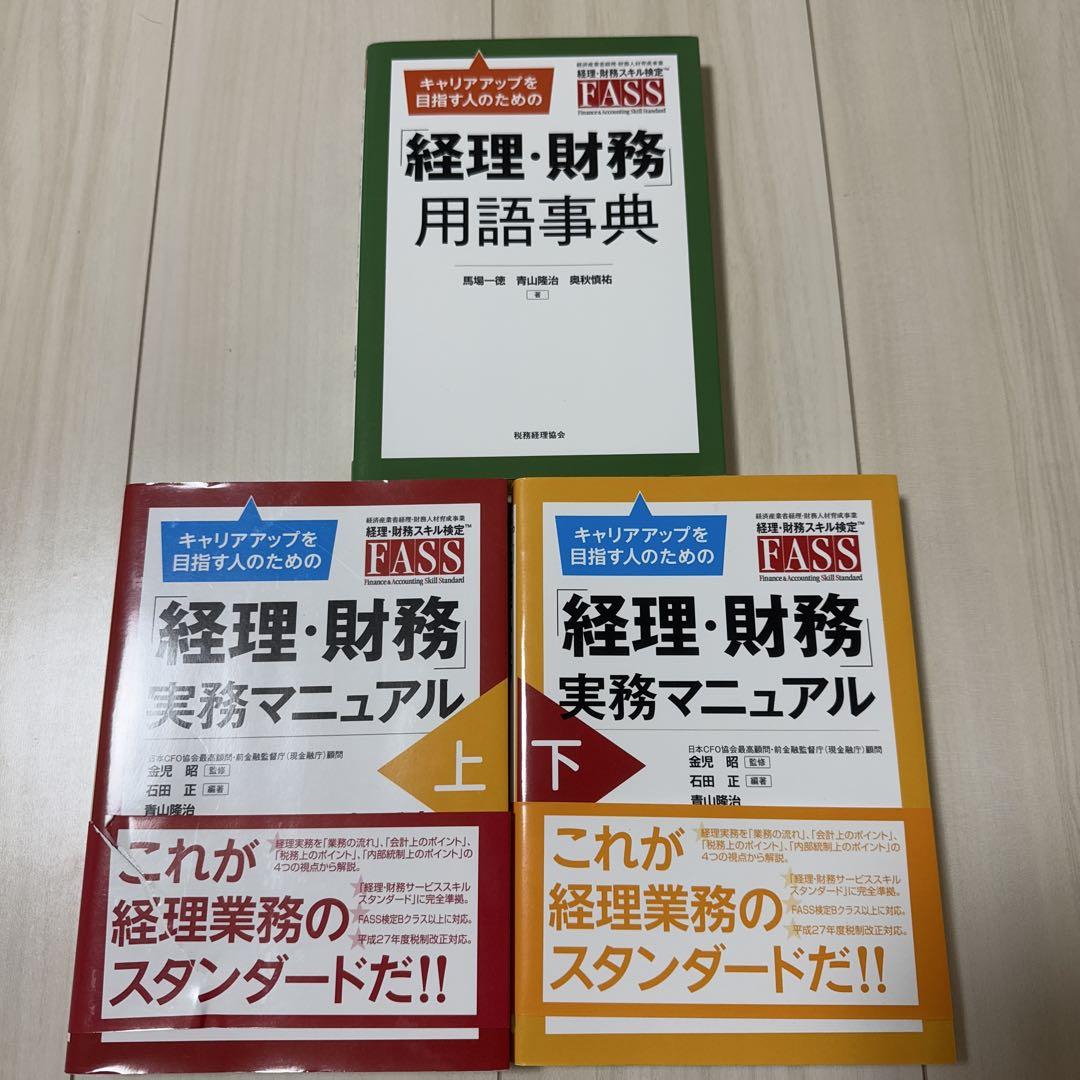 キャリアアップを
目指す人のための
経済産業省経理・財務人材育成事業
経理・財務スキル検定™
FASS
Finance & Accounting Skill Standard
「経理・財務」
用語事典
馬場一徳 青山隆治 奥秋慎祐
著
税務経理協会
キャリアアップを
目指す人のための
経済産業省経理・財務人材育成事業
経理・財務スキル検定™
FASS
Finance & Accounting Skill Standard
「経理・財務」
実務マニュアル
上
日本CFO協会最高顧問・前金融監督庁(現金融庁)顧問
金児 昭 監修
石田 正 編著
青山隆治
これが
経理業務の
スタンダードだ!!
経理実務を「業務の流れ」、「会計上のポイント」、
「税務上のポイント」、「内部統制上のポイント」の
4つの視点から解説。
「経理・財務サービススキル
スタンダード」に完全準拠。
FASS検定Bクラス以上に対応。
平成27年度税制改正対応。
キャリアアップを
目指す人のための
経済産業省経理・財務人材育成事業
経理・財務スキル検定™
FASS
Finance & Accounting Skill Standard
「経理・財務」
実務マニュアル
下
日本CFO協会最高顧問・前金融監督庁(現金融庁)顧問
金児 昭 監修
石田 正 編著
青山隆治
これが
経理業務の
スタンダードだ!!
経理実務を「業務の流れ」、「会計上のポイント」、
「税務上のポイント」、「内部統制上のポイント」の
4つの視点から解説。
「経理・財務サービススキル
スタンダード」に完全準拠。
FASS検定Bクラス以上に対応。
平成27年度税制改正対応。